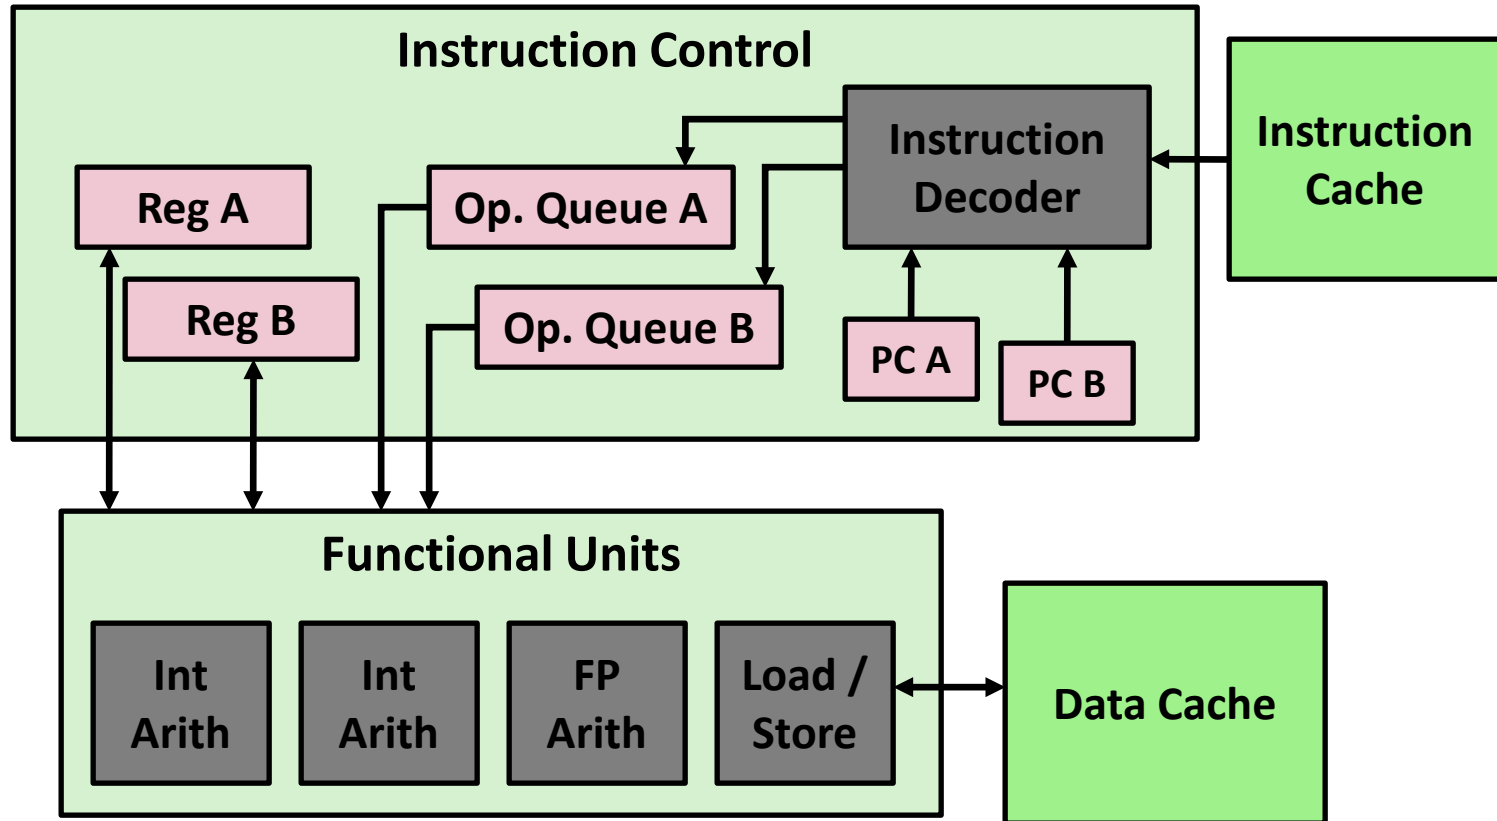 Instruction Control
Instruction
Decoder
Instruction
Cache
Reg A
Op. Queue A
Reg B
Op. Queue B
PC A
PC B
Functional Units
Int
Arith
Int
Arith
FP
Arith
Load /
Store
Data Cache